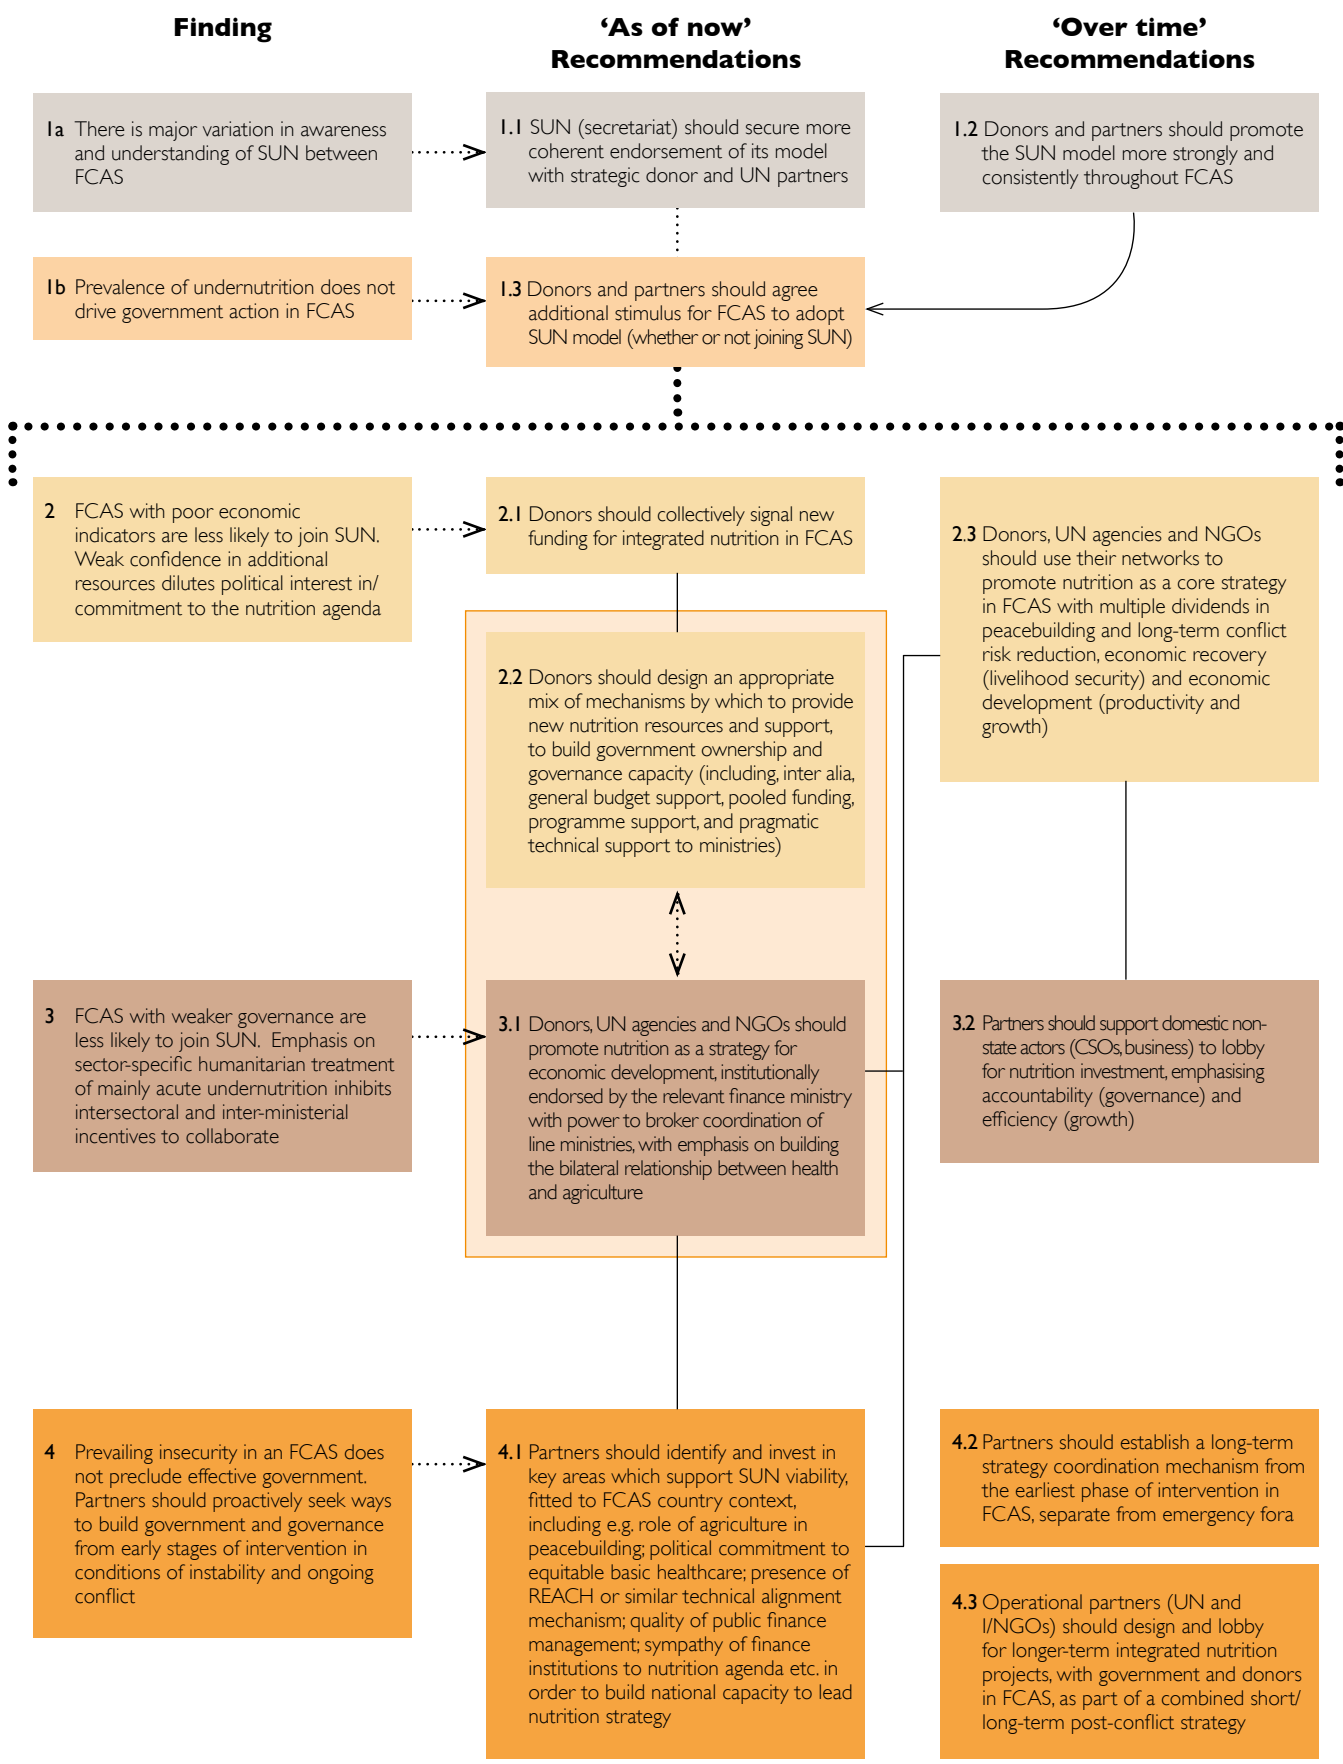 Finding
'As of now'
Recommendations
'Over time'
Recommendations
1a There is major variation in awareness
and understanding of SUN between
FCAS
1.1 SUN (secretariat) should secure more
coherent endorsement of its model
with strategic donor and UN partners
1.2 Donors and partners should promote
the SUN model more strongly and
consistently throughout FCAS
1b Prevalence of undernutrition does not
drive government action in FCAS
1.3 Donors and partners should agree
additional stimulus for FCAS to adopt
SUN model (whether or not joining SUN)
2 FCAS with poor economic
indicators are less likely to join SUN.
Weak confidence in additional
resources dilutes political interest in/
commitment to the nutrition agenda
2.1 Donors should collectively signal new
funding for integrated nutrition in FCAS
2.3 Donors, UN agencies and NGOs
should use their networks to
promote nutrition as a core strategy
in FCAS with multiple dividends in
peacebuilding and long-term conflict
risk reduction, economic recovery
(livelihood security) and economic
development (productivity and
growth)
2.2 Donors should design an appropriate
mix of mechanisms by which to provide
new nutrition resources and support,
to build government ownership and
governance capacity (including, inter alia,
general budget support, pooled funding,
programme support, and pragmatic
technical support to ministries)
3 FCAS with weaker governance are
less likely to join SUN. Emphasis on
sector-specific humanitarian treatment
of mainly acute undernutrition inhibits
intersectoral and inter-ministerial
incentives to collaborate
3.1 Donors, UN agencies and NGOs should
promote nutrition as a strategy for
economic development, institutionally
endorsed by the relevant finance ministry
with power to broker coordination of
line ministries, with emphasis on building
the bilateral relationship between health
and agriculture
3.2 Partners should support domestic non-
state actors (CSOs, business) to lobby
for nutrition investment, emphasising
accountability (governance) and
efficiency (growth)
4 Prevailing insecurity in an FCAS does
not preclude effective government.
Partners should proactively seek ways
to build government and governance
from early stages of intervention in
conditions of instability and ongoing
conflict
4.1 Partners should identify and invest in
key areas which support SUN viability,
fitted to FCAS country context,
including e.g. role of agriculture in
peacebuilding; political commitment to
equitable basic healthcare; presence of
REACH or similar technical alignment
mechanism; quality of public finance
management; sympathy of finance
institutions to nutrition agenda etc. in
order to build national capacity to lead
nutrition strategy
4.2 Partners should establish a long-term
strategy coordination mechanism from
the earliest phase of intervention in
FCAS, separate from emergency fora
4.3 Operational partners (UN and
I/NGOs) should design and lobby
for longer-term integrated nutrition
projects, with government and donors
in FCAS, as part of a combined short/
long-term post-conflict strategy